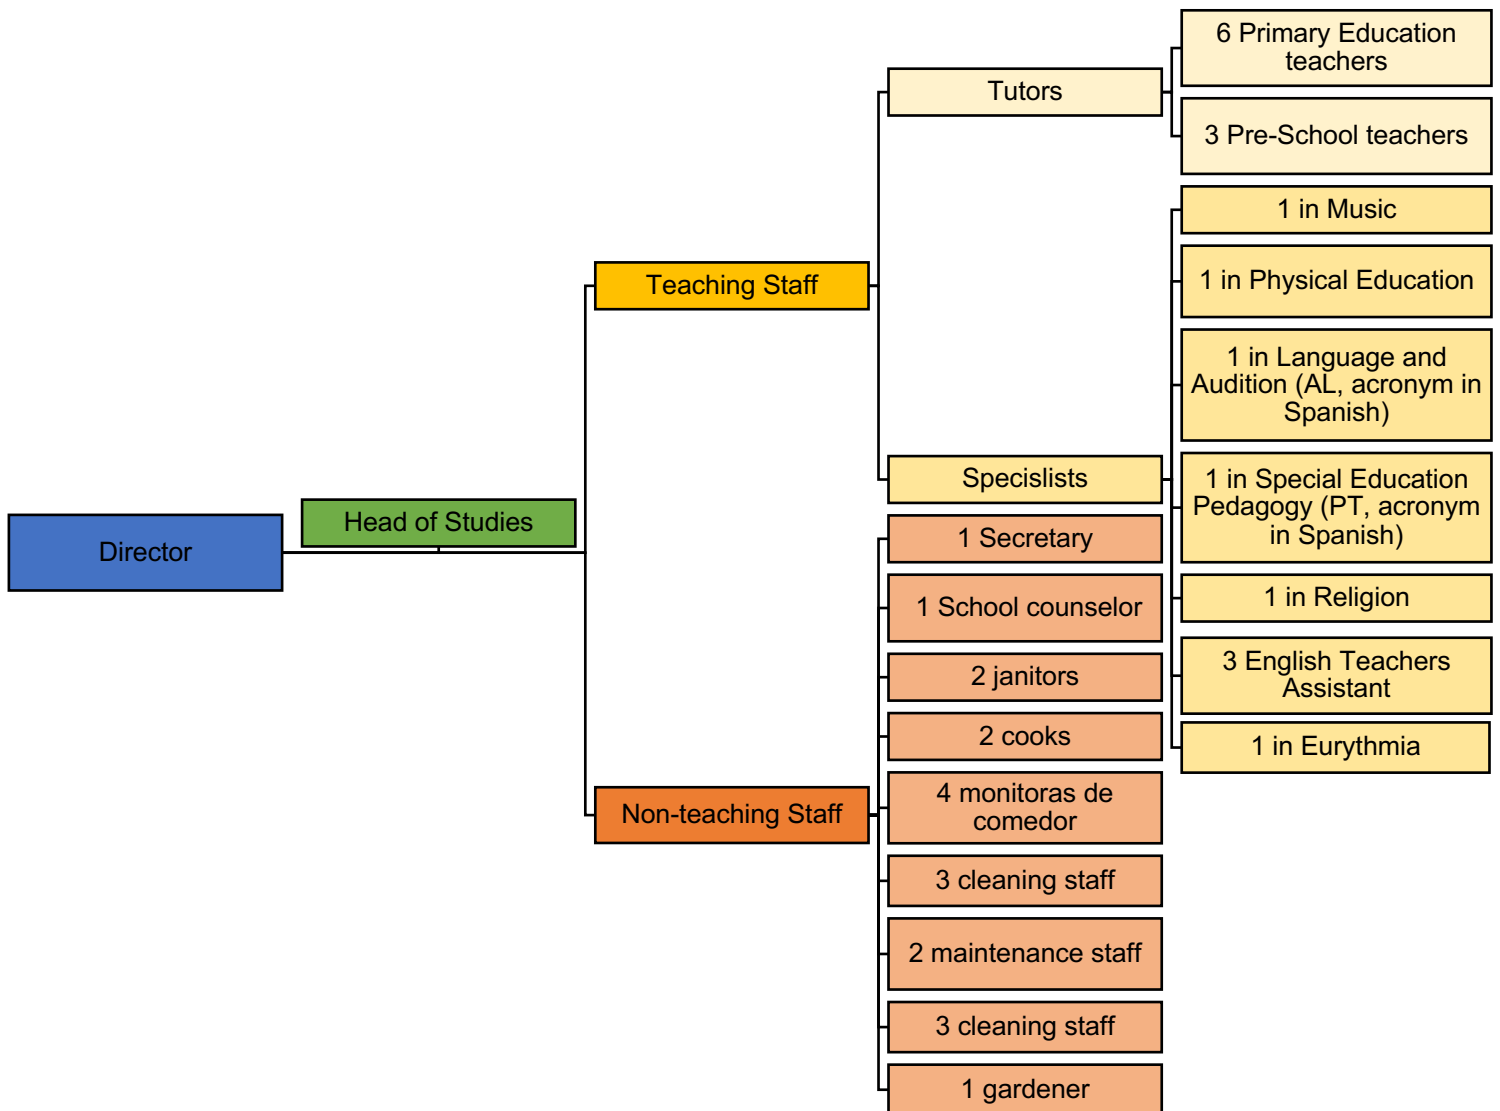 Director
Head of Studies
Teaching Staff
Tutors
6 Primary Education
teachers
3 Pre-School teachers
Specislists
1 in Music
1 in Physical Education
1 in Language and
Audition (AL, acronym in
Spanish)
1 in Special Education
Pedagogy (PT, acronym
in Spanish)
1 in Religion
3 English Teachers
Assistant
1 in Eurythmia
Non-teaching Staff
1 Secretary
1 School counselor
2 janitors
2 cooks
4 monitoras de
comedor
3 cleaning staff
2 maintenance staff
3 cleaning staff
1 gardener